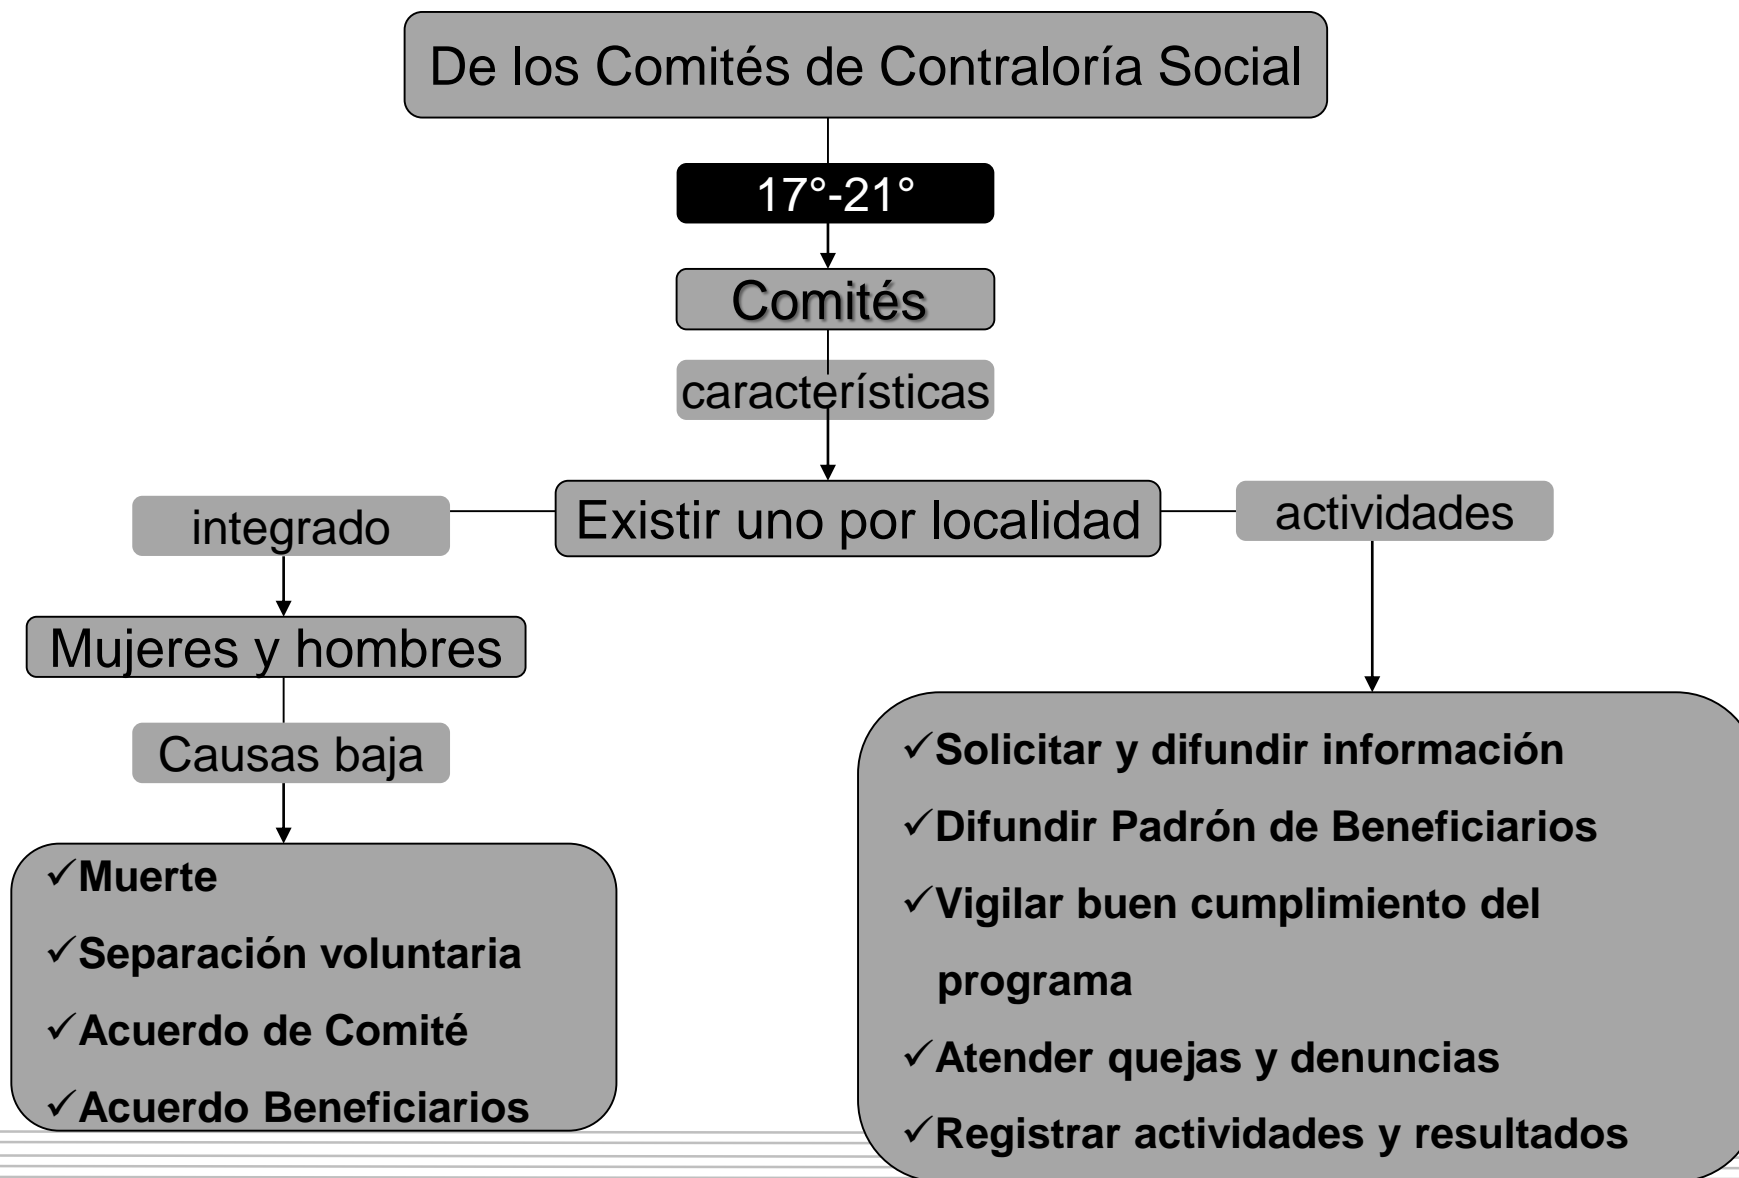 De los Comités de Contraloría Social
17°-21°
Comités
características
Existir uno por localidad
integrado
actividades
Mujeres y hombres
Causas baja
✓Muerte
✓Separación voluntaria
✓Acuerdo de Comité
✓Acuerdo Beneficiarios
✓Solicitar y difundir información
✓Difundir Padrón de Beneficiarios
✓Vigilar buen cumplimiento del
programa
✓Atender quejas y denuncias
✓Registrar actividades y resultados